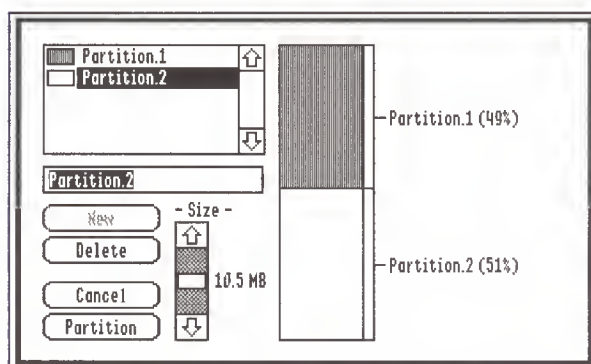 Partition.1
Partition.2
Partition.2
New
Delete
Cancel
Partition
- Size -
10.5 MB
Partition.1 (49%)
Partition.2 (51%)